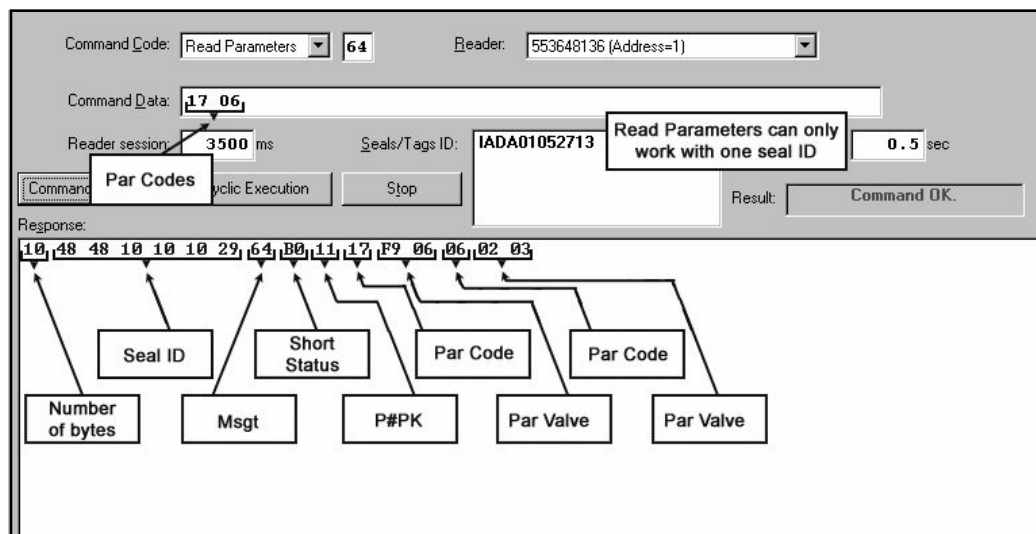 Command Code: Read Parameters 64 Reader: 553648136 (Address=1)
Command Data: 17 06
Reader session: 3500 ms Seals/Tags ID: IADA01052713 Read Parameters can only work with one seal ID 0.5 sec
Par Codes
Command yclic Execution Stop Result: Command OK.
Response:
10 48 48 10 10 10 29 64 B0 11 17 F9 06 06 02 03
Seal ID Short Status Par Code Par Code
Number of bytes Msgt P#PK Par Valve Par Valve